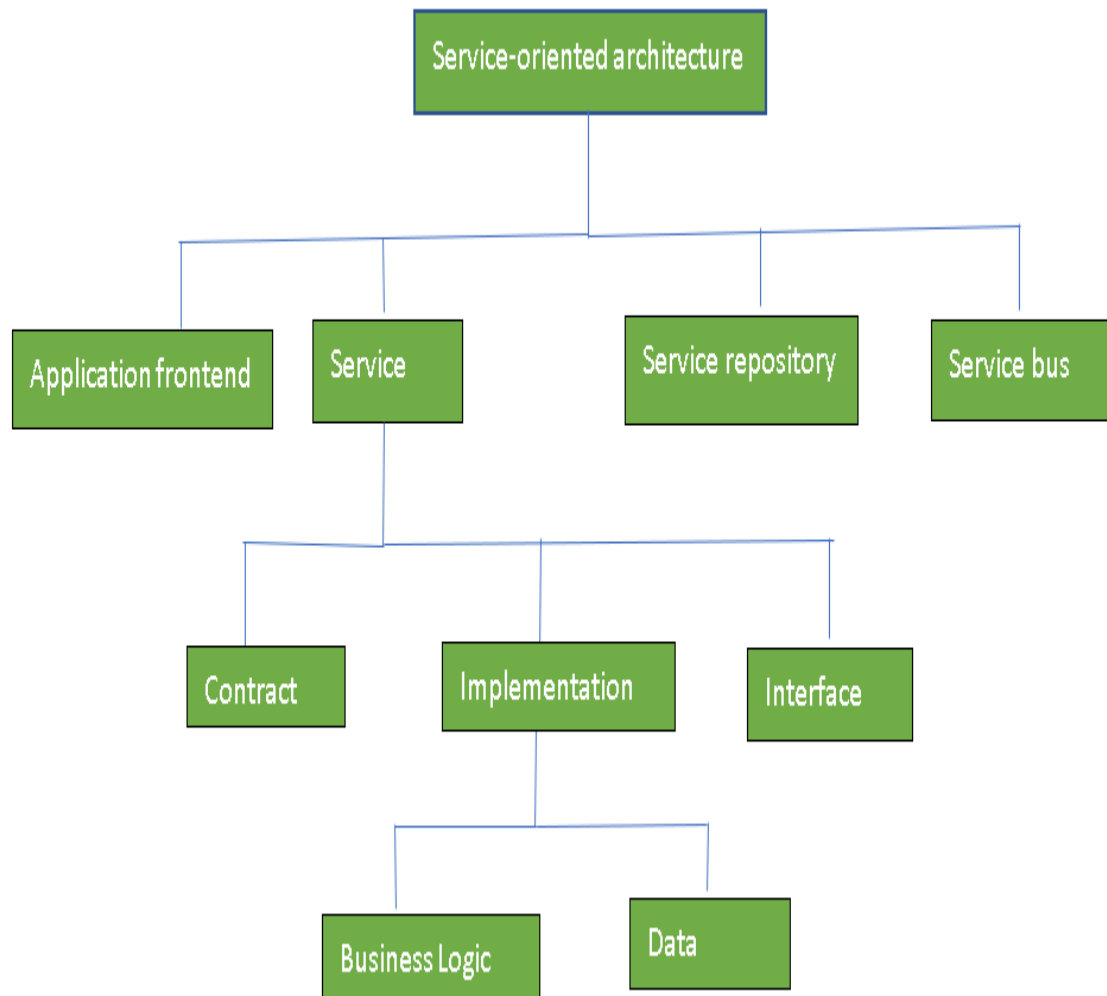 Service-oriented architecture
Application frontend
Service
Service repository
Service bus
Contract
Implementation
Interface
Business Logic
Data